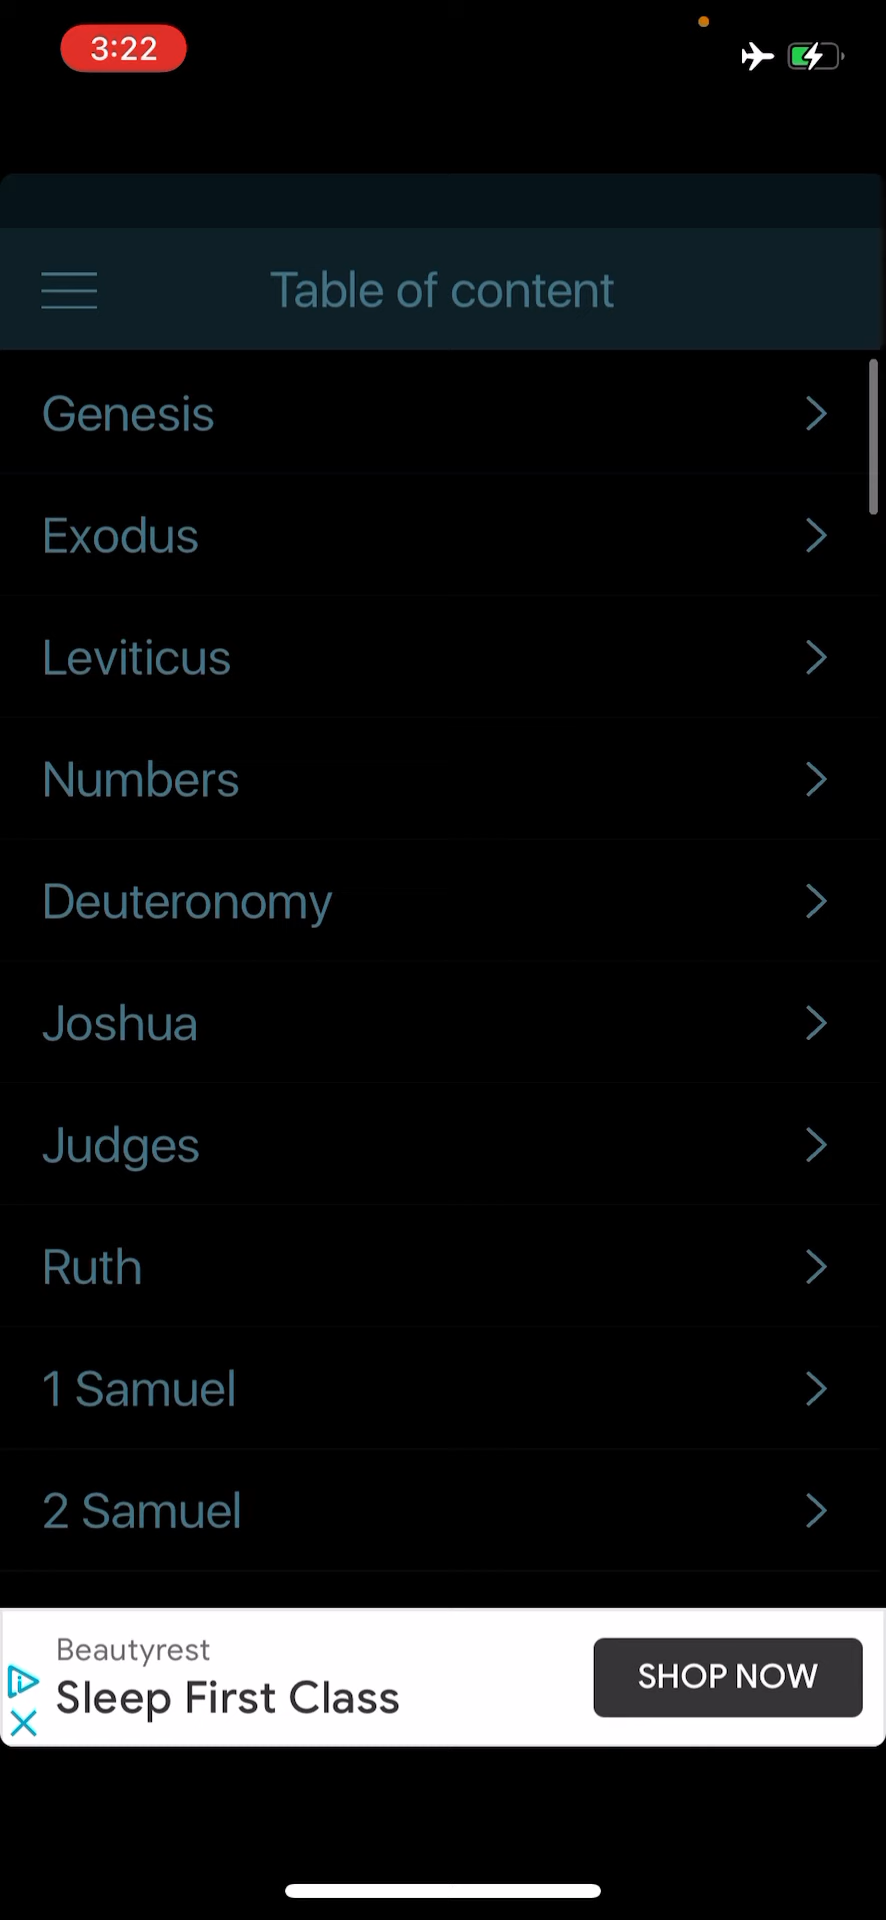 3:22
Table of content
Genesis
Exodus
Leviticus
Numbers
Deuteronomy
Joshua
Judges
Ruth
1 Samuel
2 Samuel
Beautyrest
Sleep First Class
SHOP NOW